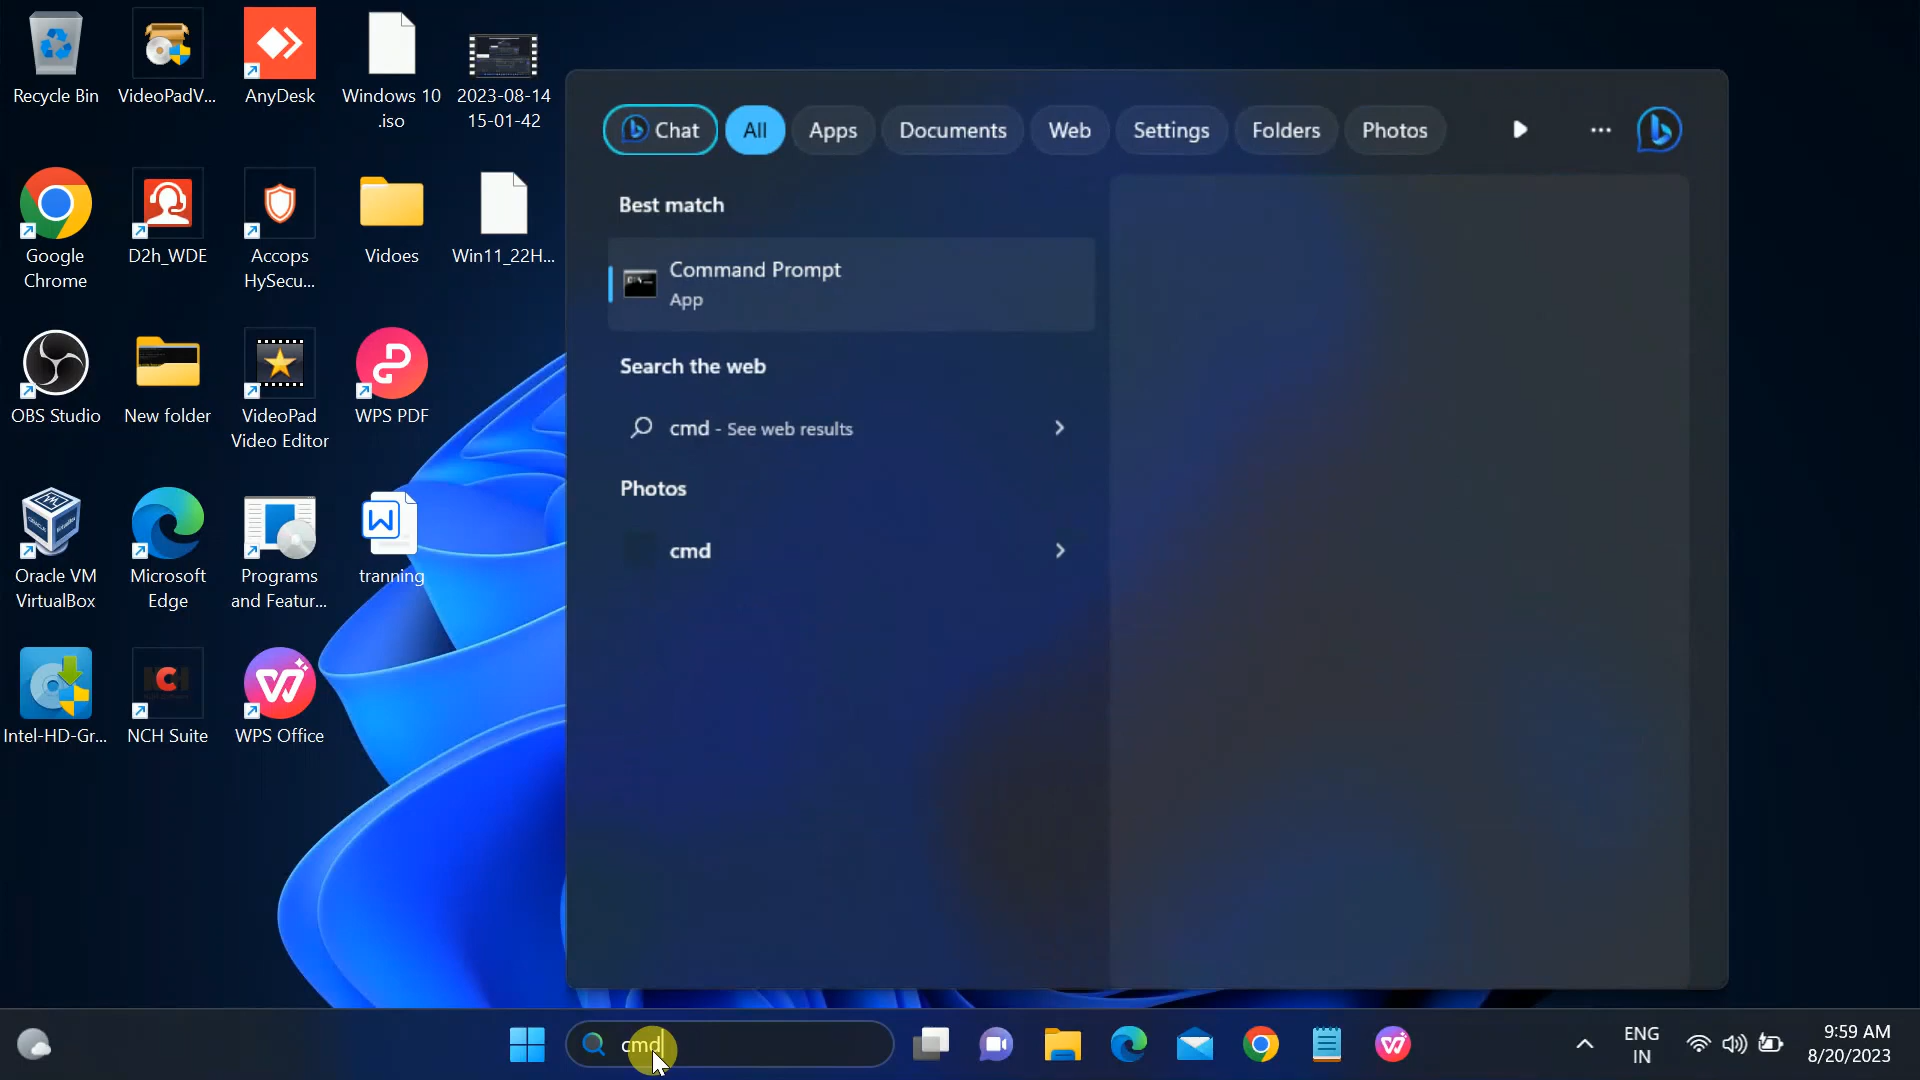 Recycle Bin
VideoPadV...
AnyDesk
Windows 10
.iso
2023-08-14
15-01-42
Google
Chrome
D2h_WDE
Accops
HySecu...
Vidoes
Win11_22H...
OBS Studio
New folder
VideoPad
Video Editor
WPS PDF
Oracle VM
VirtualBox
Microsoft
Edge
Programs
and Featur...
tranning
Intel-HD-Gr...
NCH Suite
WPS Office
Chat
All
Apps
Documents
Web
Settings
Folders
Photos
Best match
Command Prompt
App
Search the web
cmd - See web results
Photos
cmd
cmd
ENG
IN
9:59 AM
8/20/2023